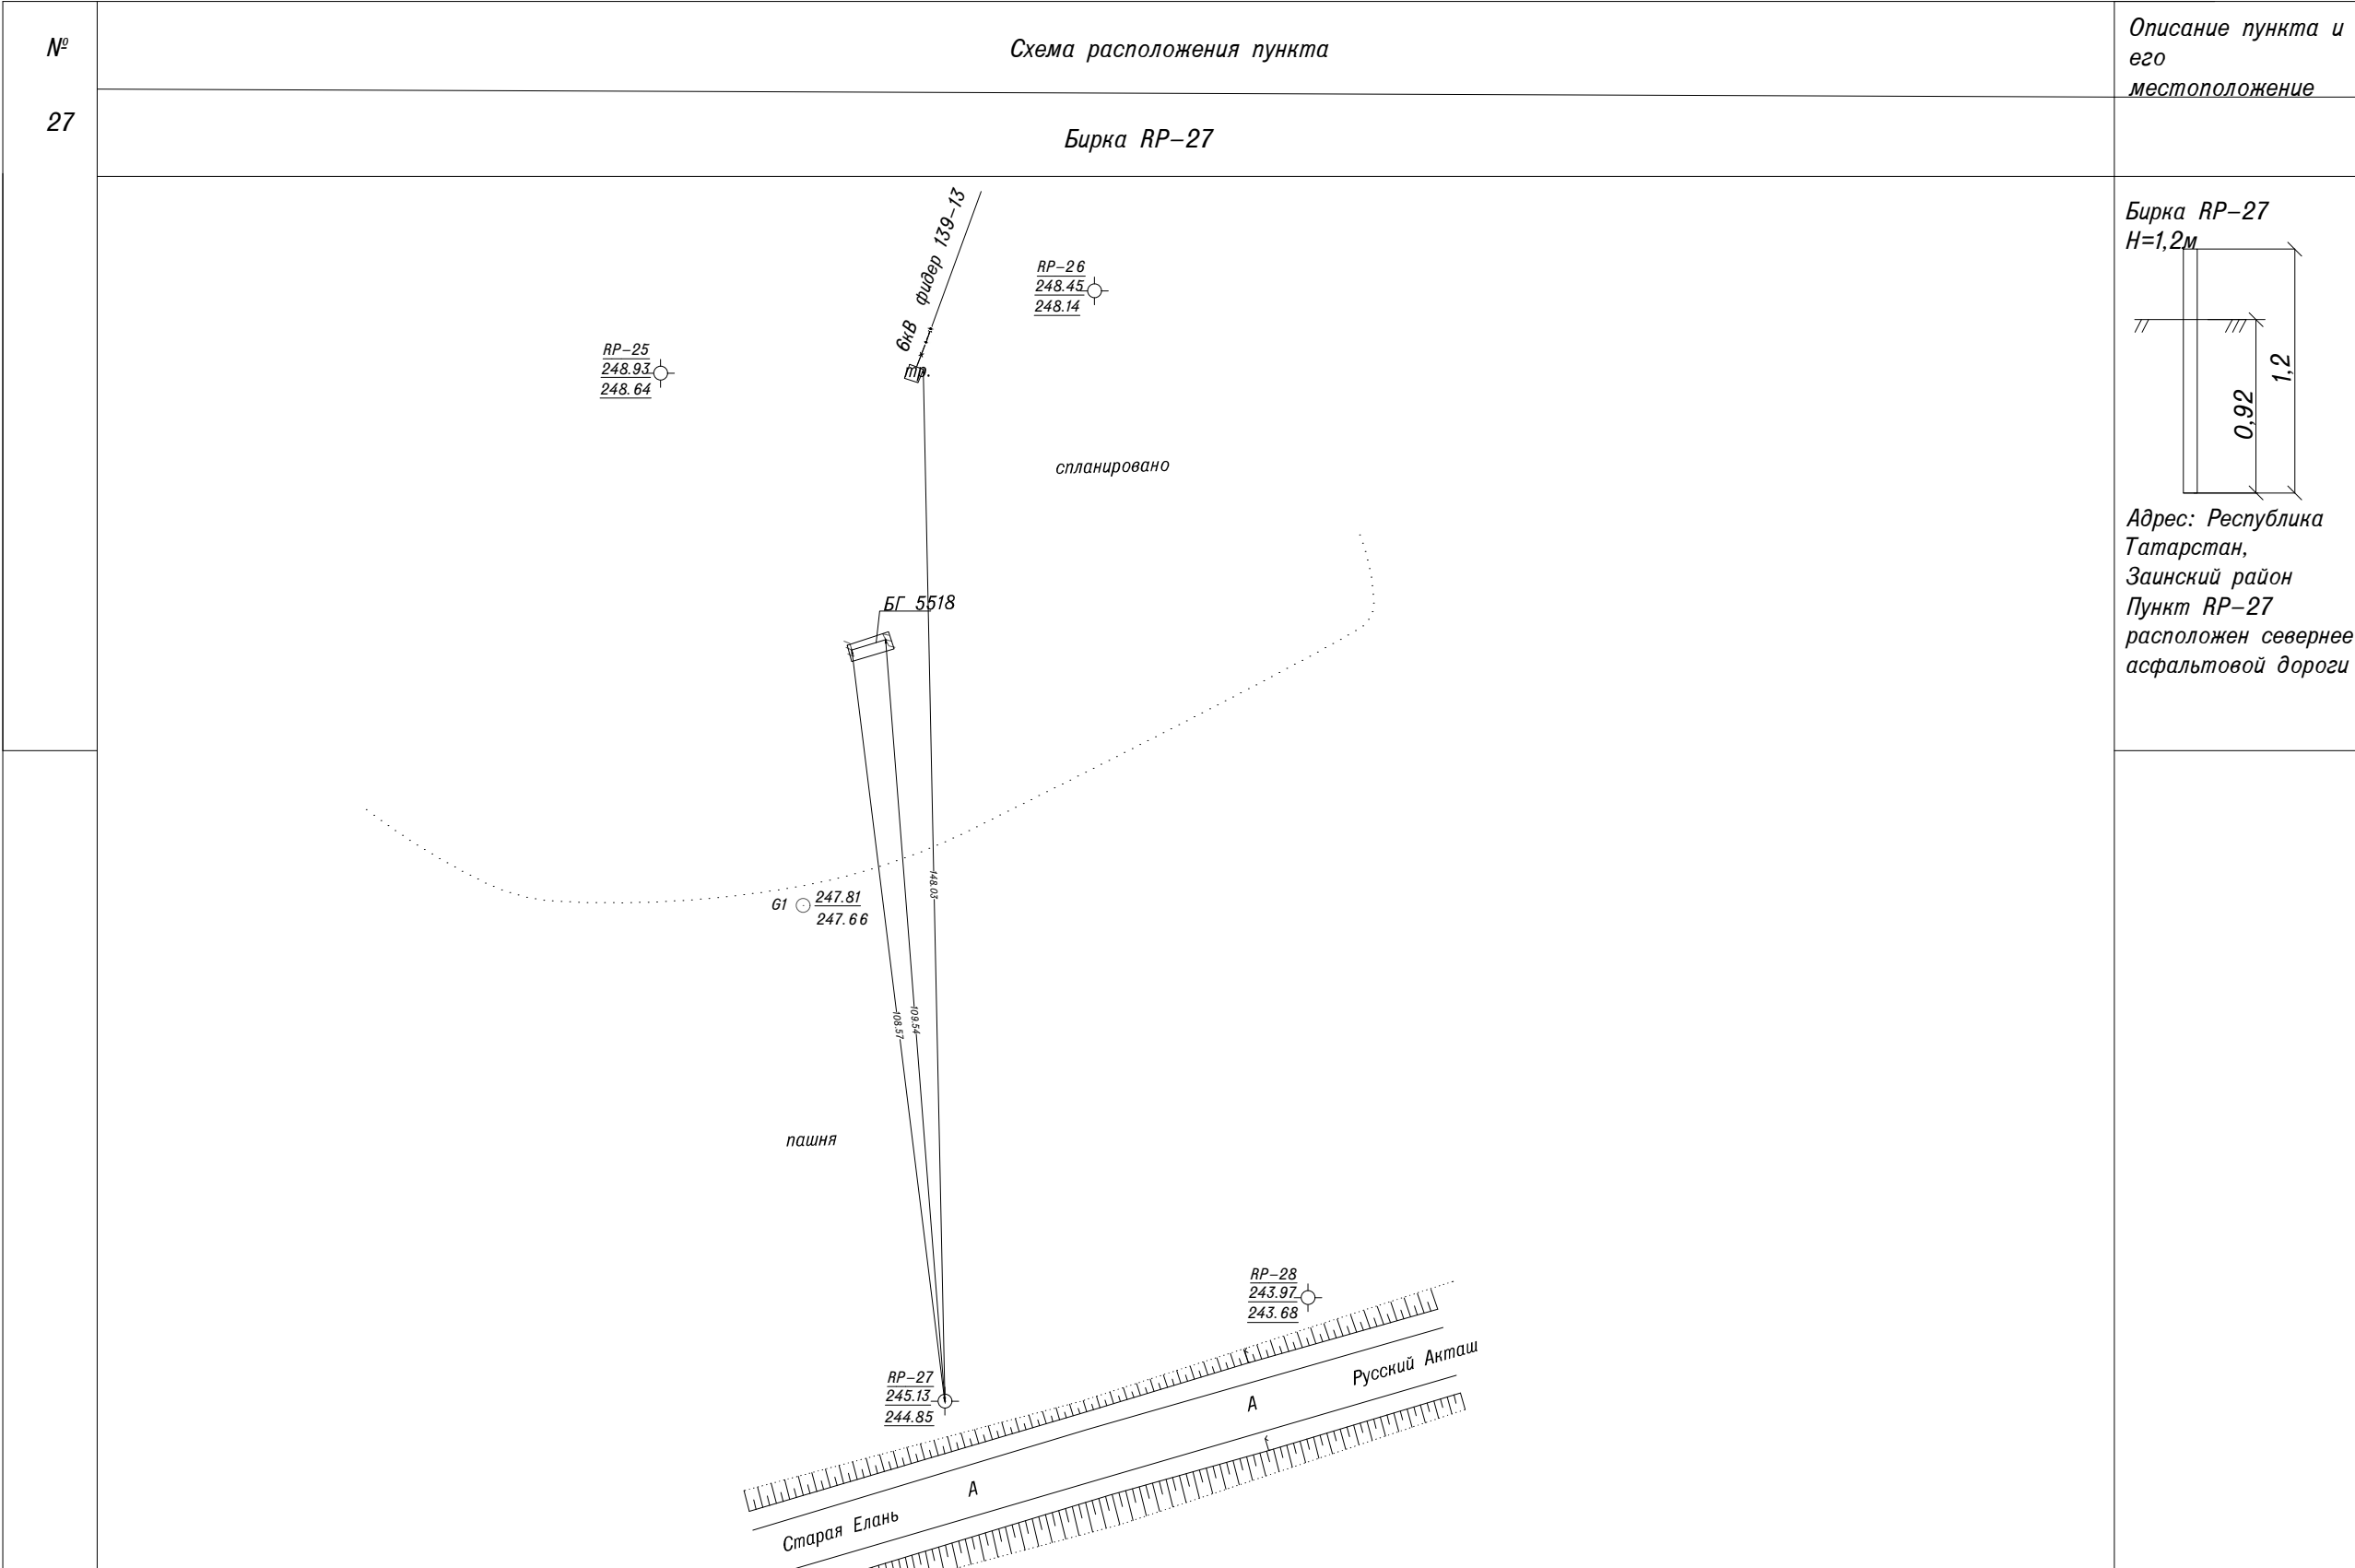 №
Схема расположения пункта
Описание пункта и
его
местоположение
27
Бирка RP-27
6кВ фидер 139-13
тр.
RP-26
248.45
248.14
RP-25
248.93
248.64
спланировано
БГ 5518
148.03
G1
247.81
247.66
108.57
109.54
пашня
RP-28
243.97
243.68
RP-27
245.13
244.85
Русский Акташ
А
А
Старая Елань
Бирка RP-27
Н=1,2м
1,2
0,92
Адрес: Республика
Татарстан,
Заинский район
Пункт RP-27
расположен севернее
асфальтовой дороги